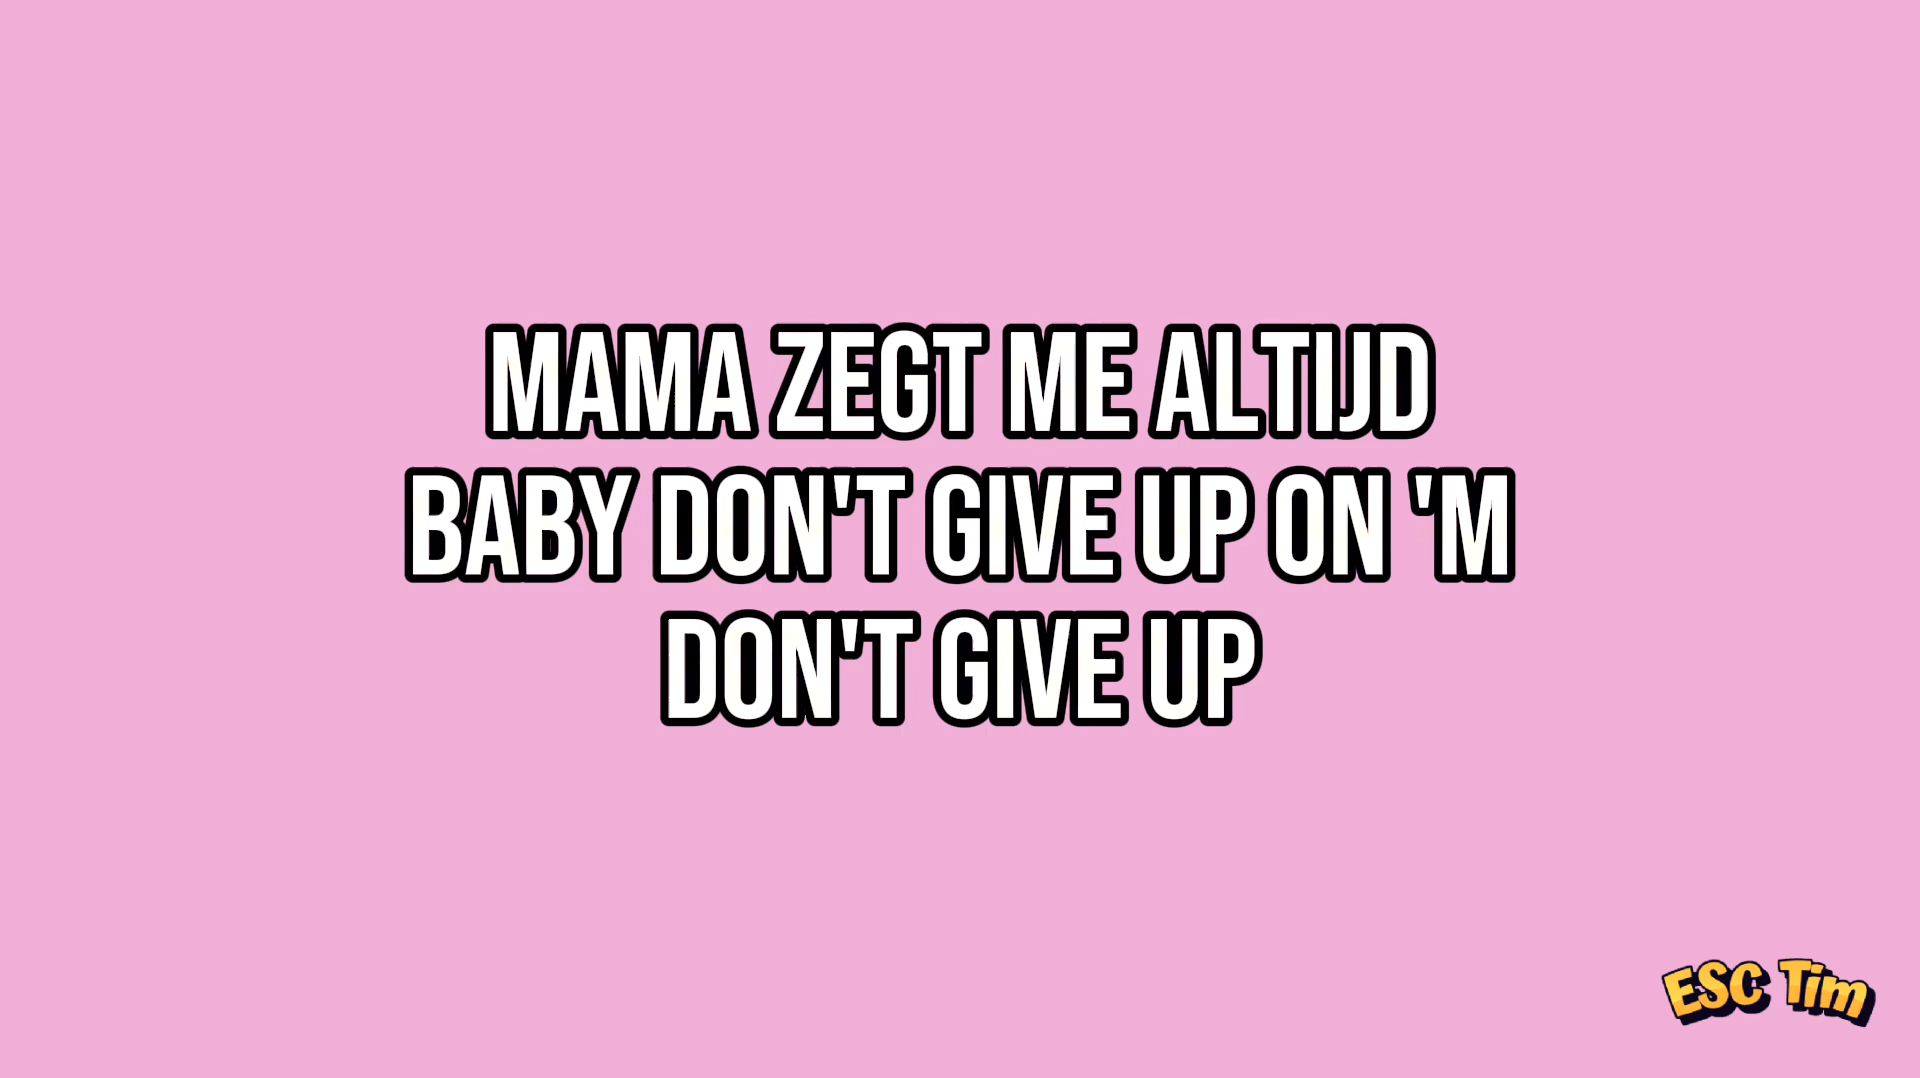 MAMA ZEGT ME ALTIJD
BABY DON'T GIVE UP ON 'M
DON'T GIVE UP
ESC Tim